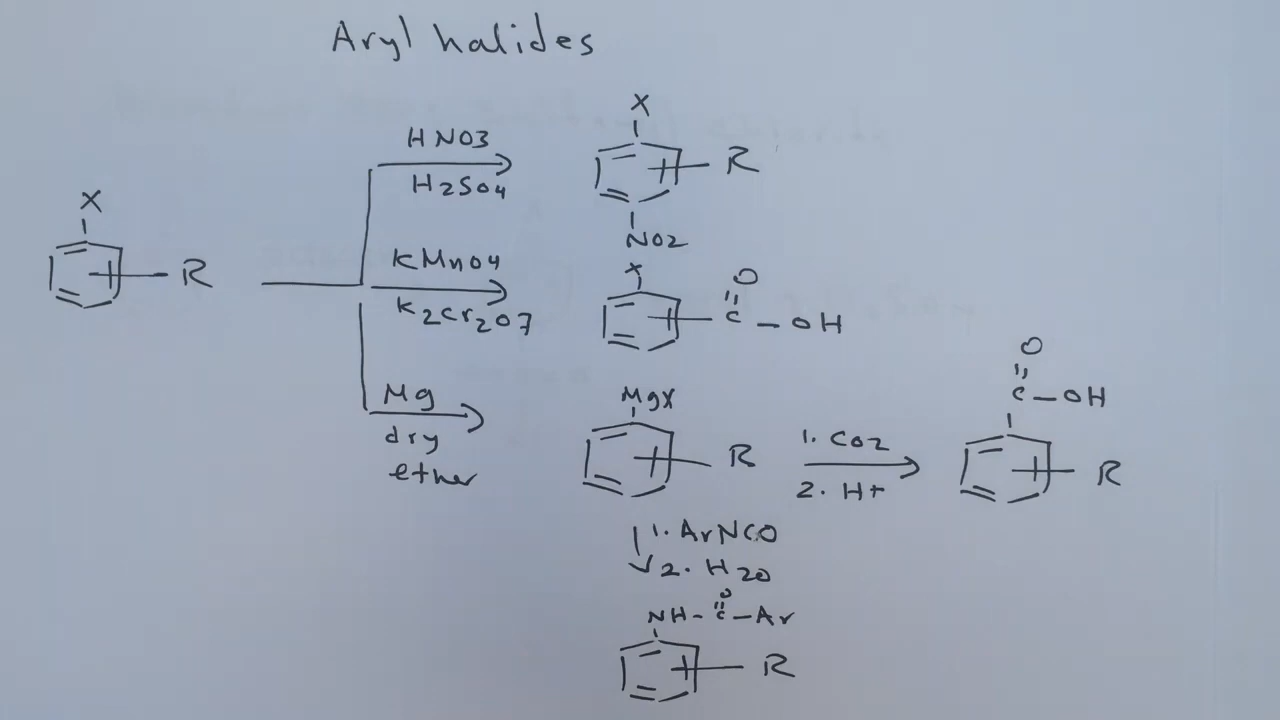 Aryl halides
X
R
HNO3
H2SO4
X
R
NO2
KMnO4
K2Cr2O7
X
O
C - OH
Mg
dry
ether
MgX
R
1. CO2
2. H+
O
C - OH
R
1. ArNCO
2. H2O
O
NH - C - Ar
R